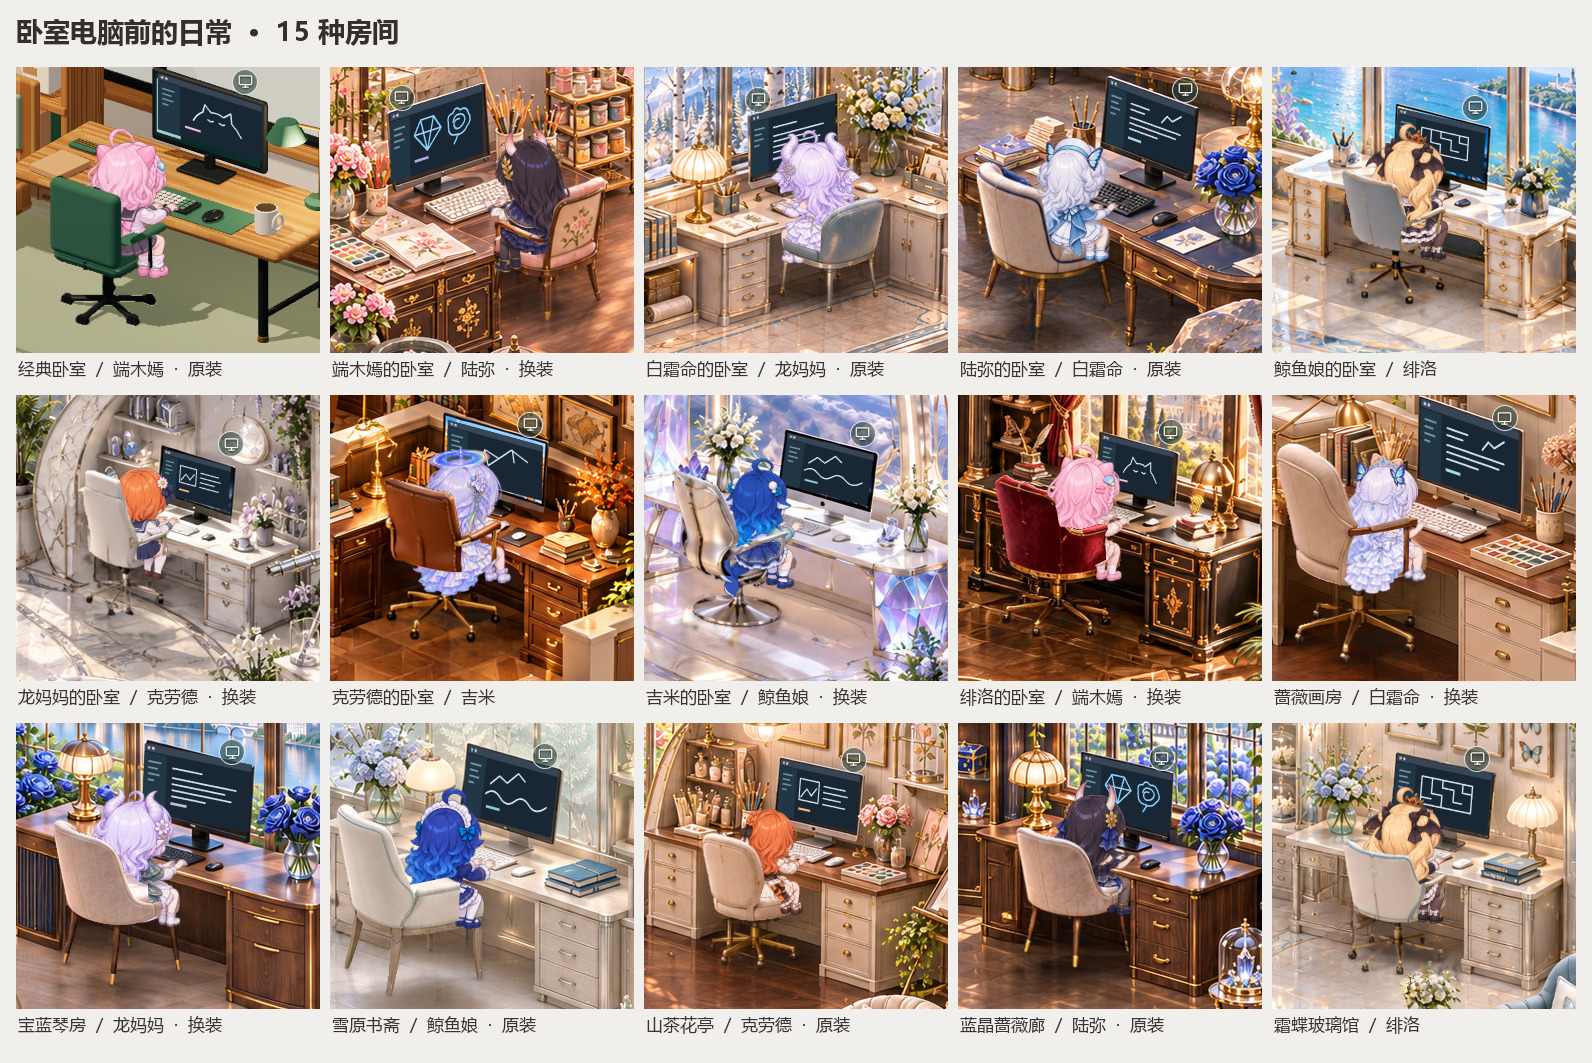 卧室电脑前的日常 • 15 种房间
经典卧室 / 端木嫣 · 原装
端木嫣的卧室 / 陆弥 · 换装
白霜命的卧室 / 龙妈妈 · 原装
陆弥的卧室 / 白霜命 · 原装
鲸鱼娘的卧室 / 绯洛
龙妈妈的卧室 / 克劳德 · 换装
克劳德的卧室 / 吉米
吉米的卧室 / 鲸鱼娘 · 换装
绯洛的卧室 / 端木嫣 · 换装
蔷薇画房 / 白霜命 · 换装
宝蓝琴房 / 龙妈妈 · 换装
雪原书斋 / 鲸鱼娘 · 原装
山茶花亭 / 克劳德 · 原装
蓝晶蔷薇廊 / 陆弥 · 原装
霜蝶玻璃馆 / 绯洛